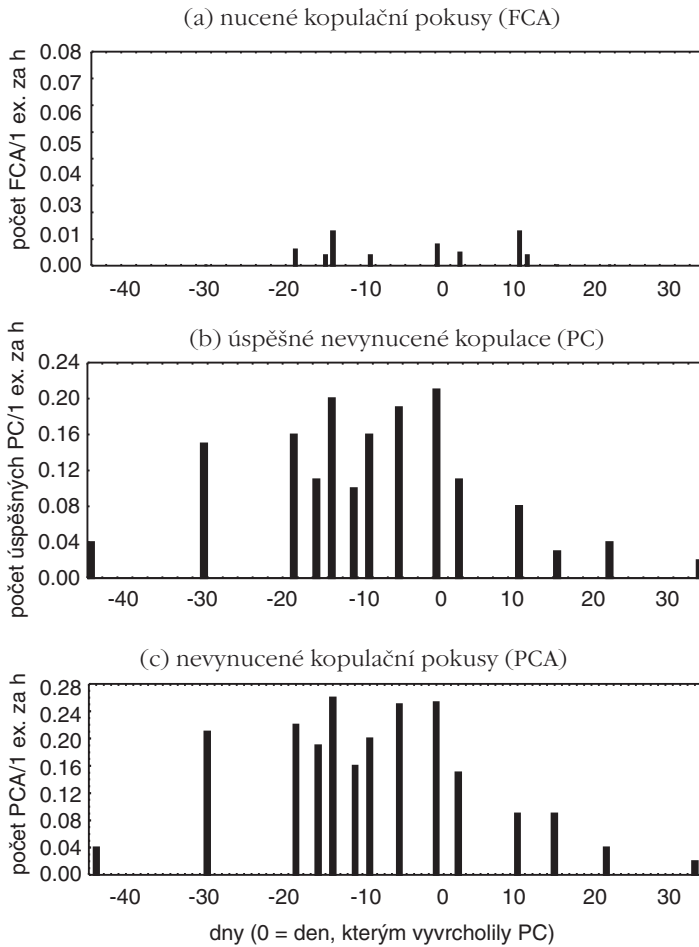 (a) nucené kopulační pokusy (FCA)
počet FCA/1 ex. za h
0.08
0.06
0.05
0.04
0.03
0.01
0.00
-40 -30 -20 -10 0 10 20 30
(b) úspěšné nevynucené kopulace (PC)
počet úspěšných PC/1 ex. za h
0.24
0.20
0.16
0.12
0.08
0.04
0.00
-40 -30 -20 -10 0 10 20 30
(c) nevynucené kopulační pokusy (PCA)
počet PCA/1 ex. za h
0.28
0.24
0.20
0.16
0.12
0.08
0.04
0.00
-40 -30 -20 -10 0 10 20 30
dny (0 = den, kterým vyvrcholily PC)